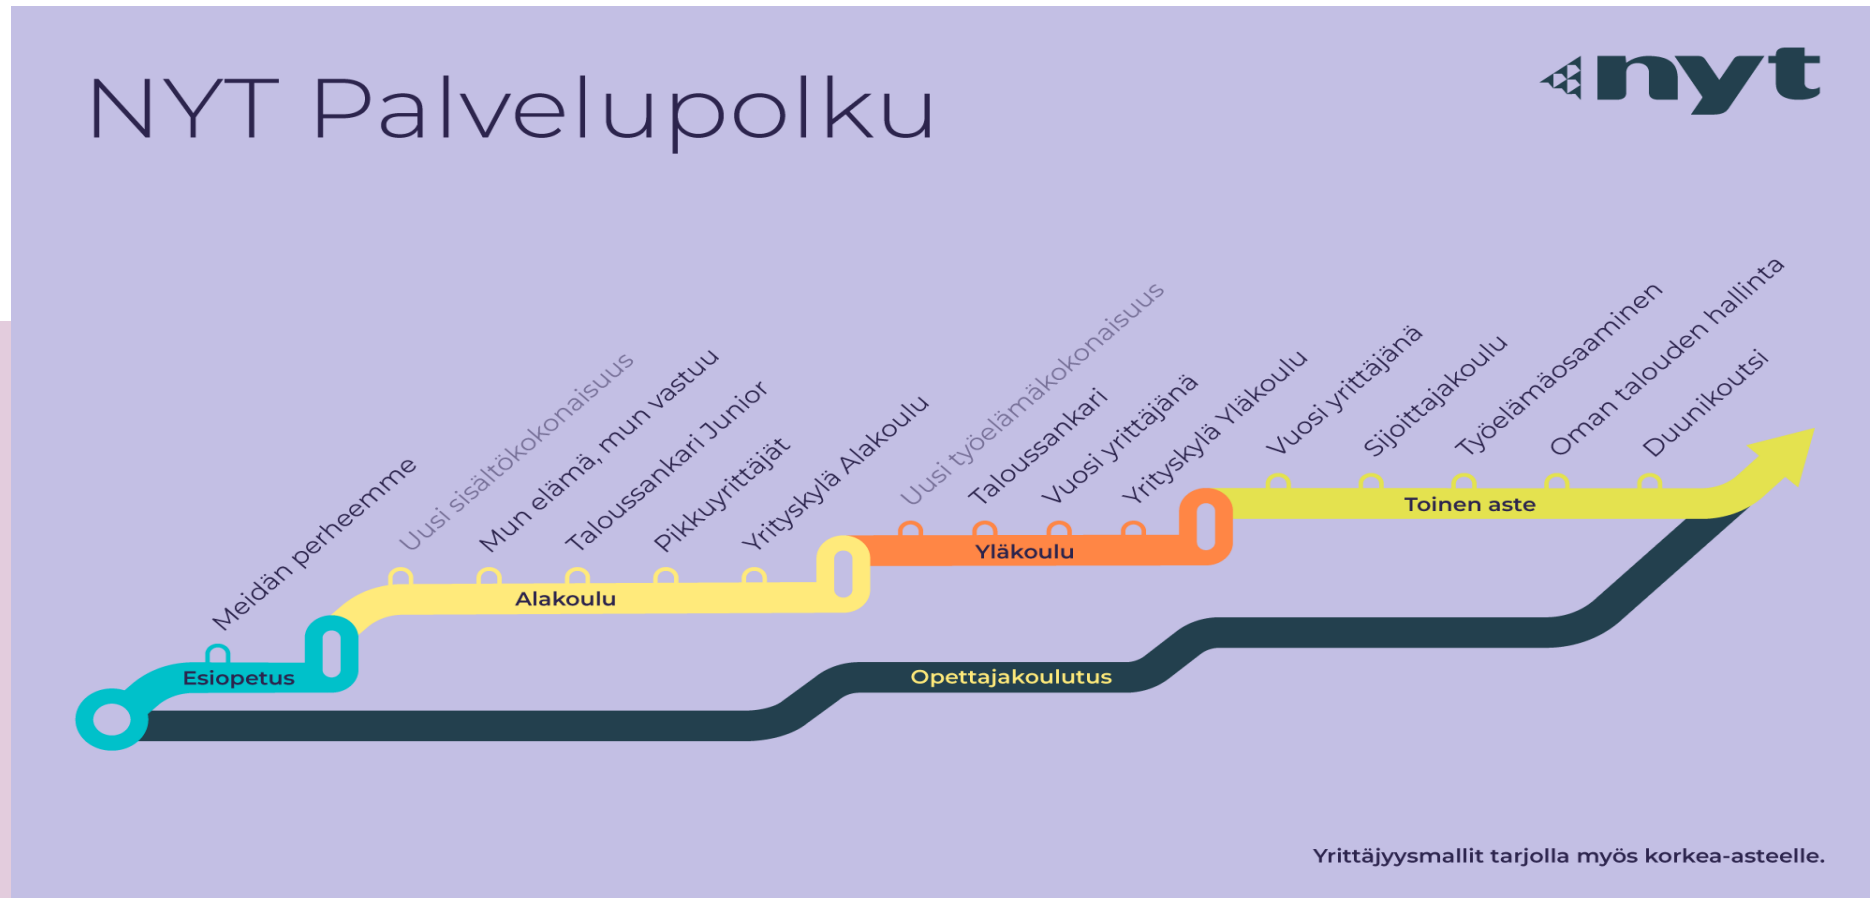 NYT Palvelupolku
nyt
Meidän perheemme
Uusi sisältökokonaisuus
Mun elämä, mun vastuu
Taloussankari Junior
Pikkuyrittäjät
Yrityskylä Alakoulu
Uusi työelämäkokonaisuus
Taloussankari
Vuosi yrittäjänä
Yrityskylä Yläkoulu
Vuosi yrittäjänä
Sijoittajakoulu
Työelämäosaaminen
Oman talouden hallinta
Duunikoutsi
Esiopetus
Alakoulu
Yläkoulu
Toinen aste
Opettajakoulutus
Yrittäjyysmallit tarjolla myös korkea-asteelle.